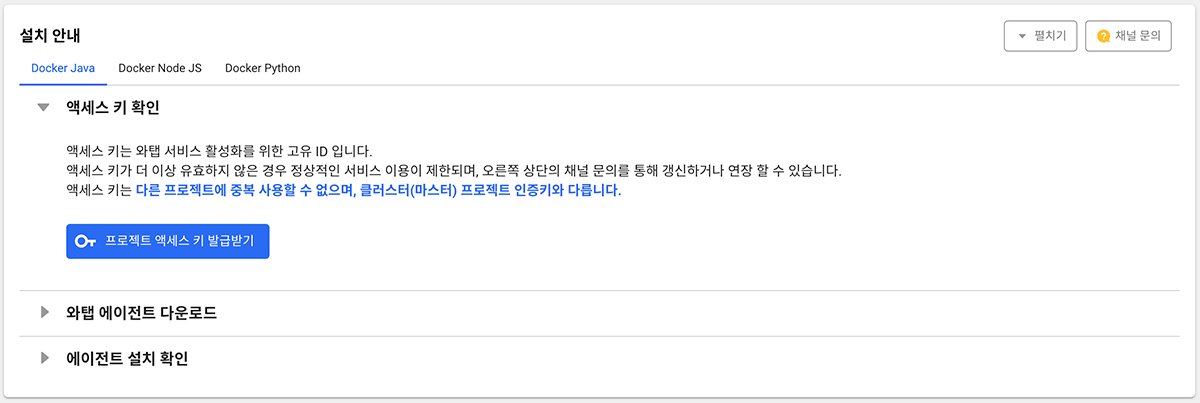 설치 안내
펼치기
채널 문의
Docker Java
Docker Node JS
Docker Python
액세스 키 확인
액세스 키는 와탭 서비스 활성화를 위한 고유 ID 입니다.
액세스 키가 더 이상 유효하지 않은 경우 정상적인 서비스 이용이 제한되며, 오른쪽 상단의 채널 문의를 통해 갱신하거나 연장 할 수 있습니다.
액세스 키는 다른 프로젝트에 중복 사용할 수 없으며, 클러스터(마스터) 프로젝트 인증키와 다릅니다.
프로젝트 액세스 키 발급받기
와탭 에이전트 다운로드
에이전트 설치 확인